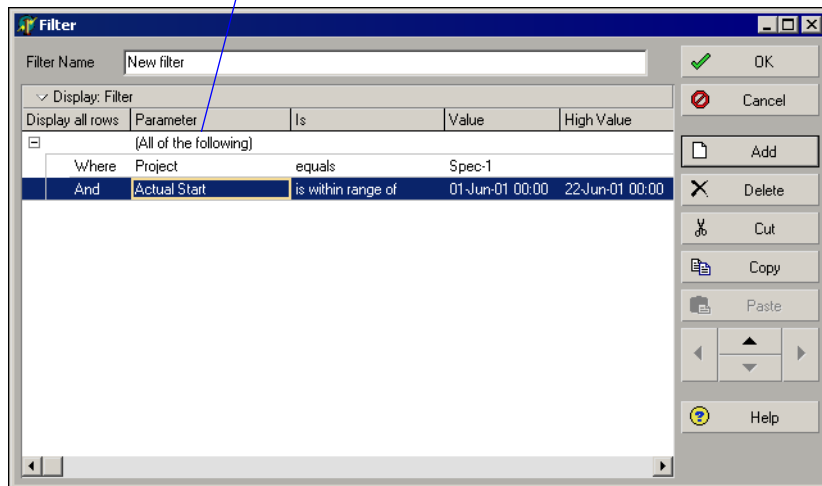 Filter
Filter Name New filter OK
Display: Filter Cancel
Display all rows Parameter Is Value High Value
(All of the following) Add
Where Project equals Spec-1
And Actual Start is within range of 01-Jun-01 00:00 22-Jun-01 00:00 Delete
Cut
Copy
Paste
Help